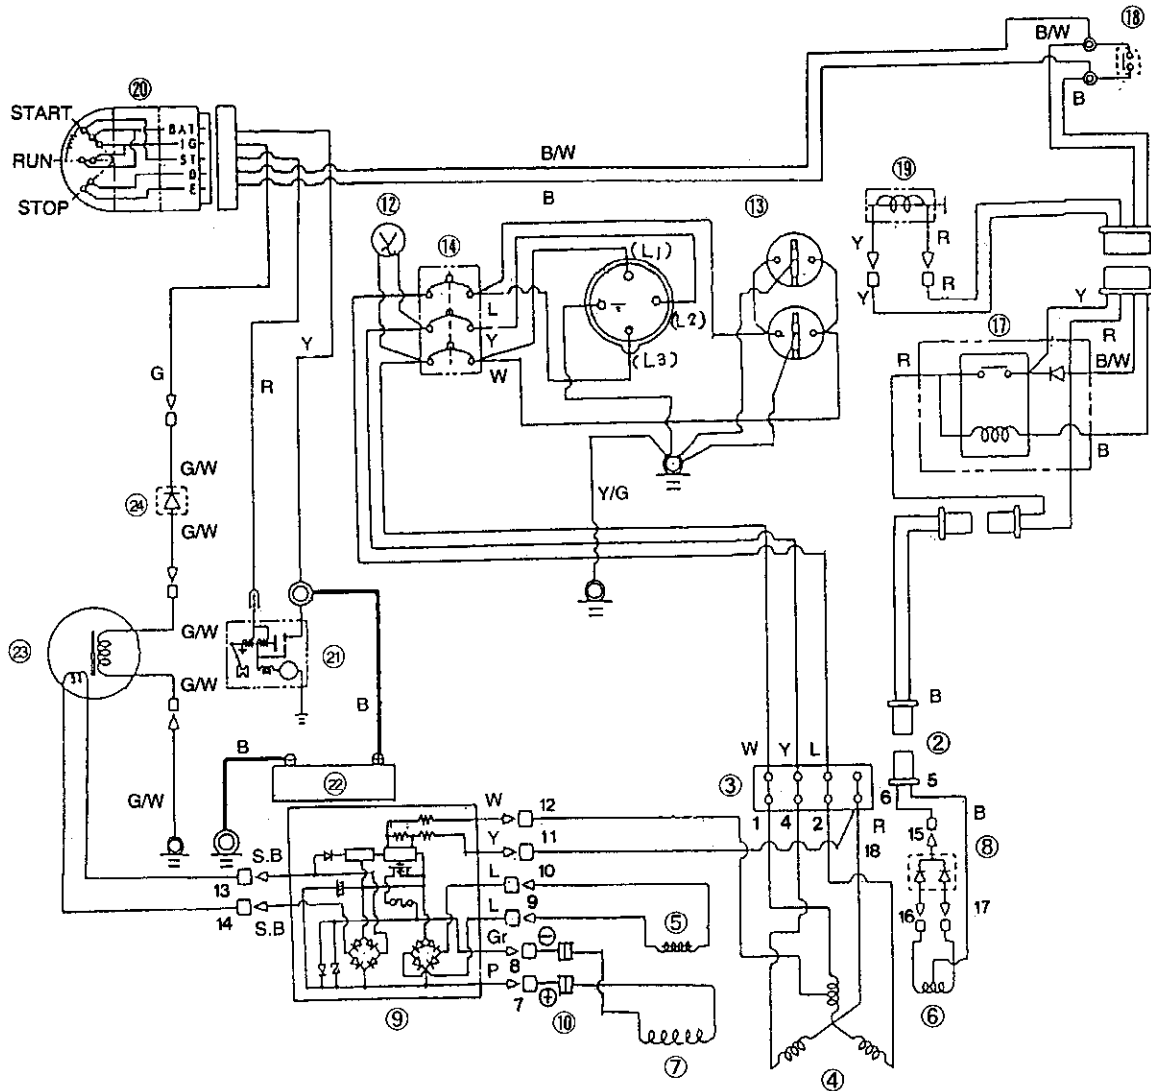 ⑱
B/W
B
⑳
START
RUN
STOP
BAT
IG
ST
O
E
B/W
B
⑲
Y
R
Y
R
⑫
⑭
⑬
(L1)
(L2)
(L3)
L
Y
W
Y
R
B/W
⑰
R
B
G
R
Y
G/W
㉔
G/W
Y/G
㉓
G/W
G/W
㉑
B
B
㉒
G/W
B
②
W Y L
③
5
6
1 4 2 R
18
15
B
⑧
16
17
⑥
W 12
Y 11
L 10
L 9
Gr ⊖
8
P ⊕
7
⑩
⑨
S.B
13
14
S.B
⑤
⑦
④